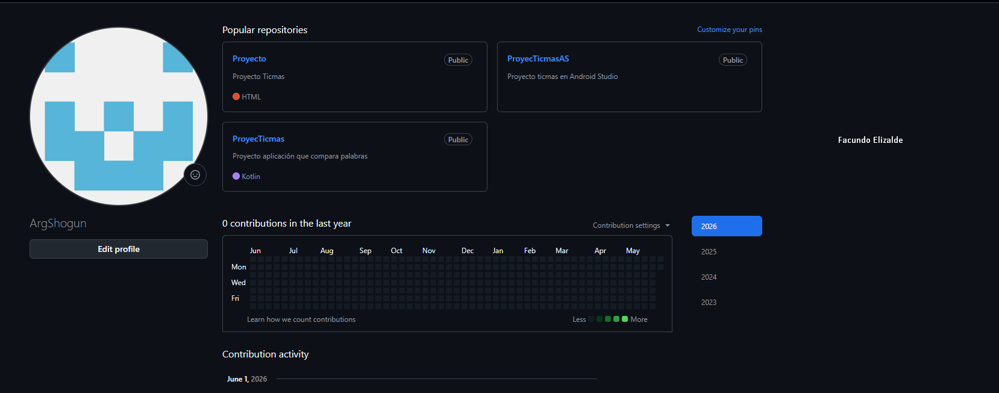 Popular repositories
Customize your pins
Proyecto
Public
Proyecto Ticmas
HTML
ProyecTicmasAS
Public
Proyecto ticmas en Android Studio
ProyecTicmas
Public
Proyecto aplicación que compara palabras
Kotlin
Facundo Elizalde
ArgShogun
Edit profile
0 contributions in the last year
Contribution settings
2026
2025
2024
2023
Jun Jul Aug Sep Oct Nov Dec Jan Feb Mar Apr May
Mon
Wed
Fri
Learn how we count contributions
Less More
Contribution activity
June 1, 2026